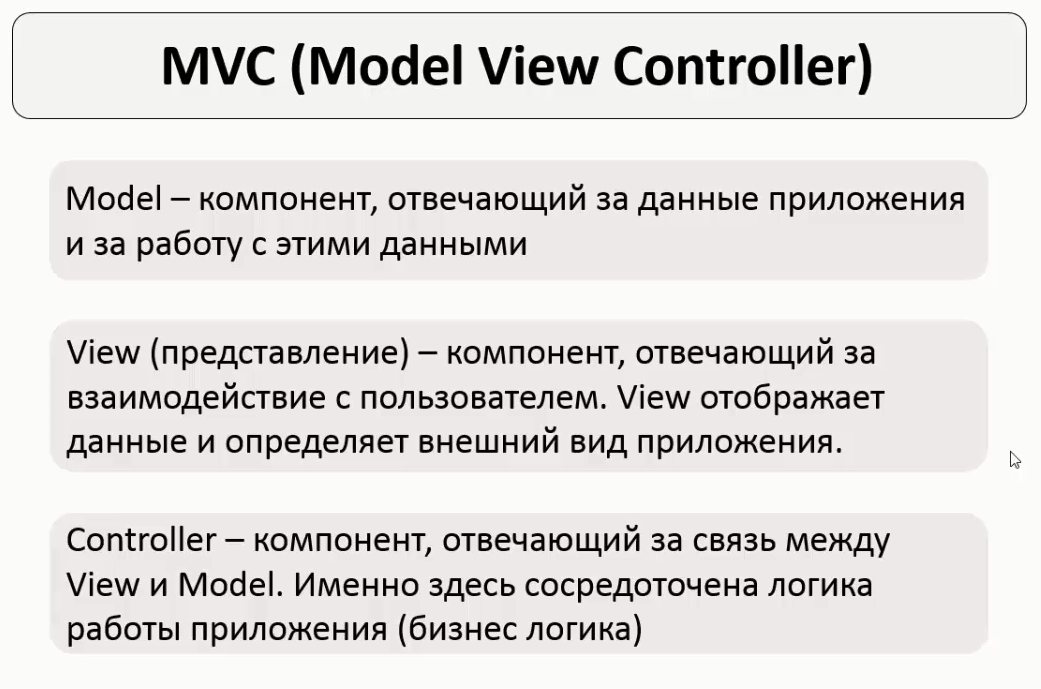 MVC (Model View Controller)
Model – компонент, отвечающий за данные приложения
и за работу с этими данными
View (представление) – компонент, отвечающий за
взаимодействие с пользователем. View отображает
данные и определяет внешний вид приложения.
Controller – компонент, отвечающий за связь между
View и Model. Именно здесь сосредоточена логика
работы приложения (бизнес логика)